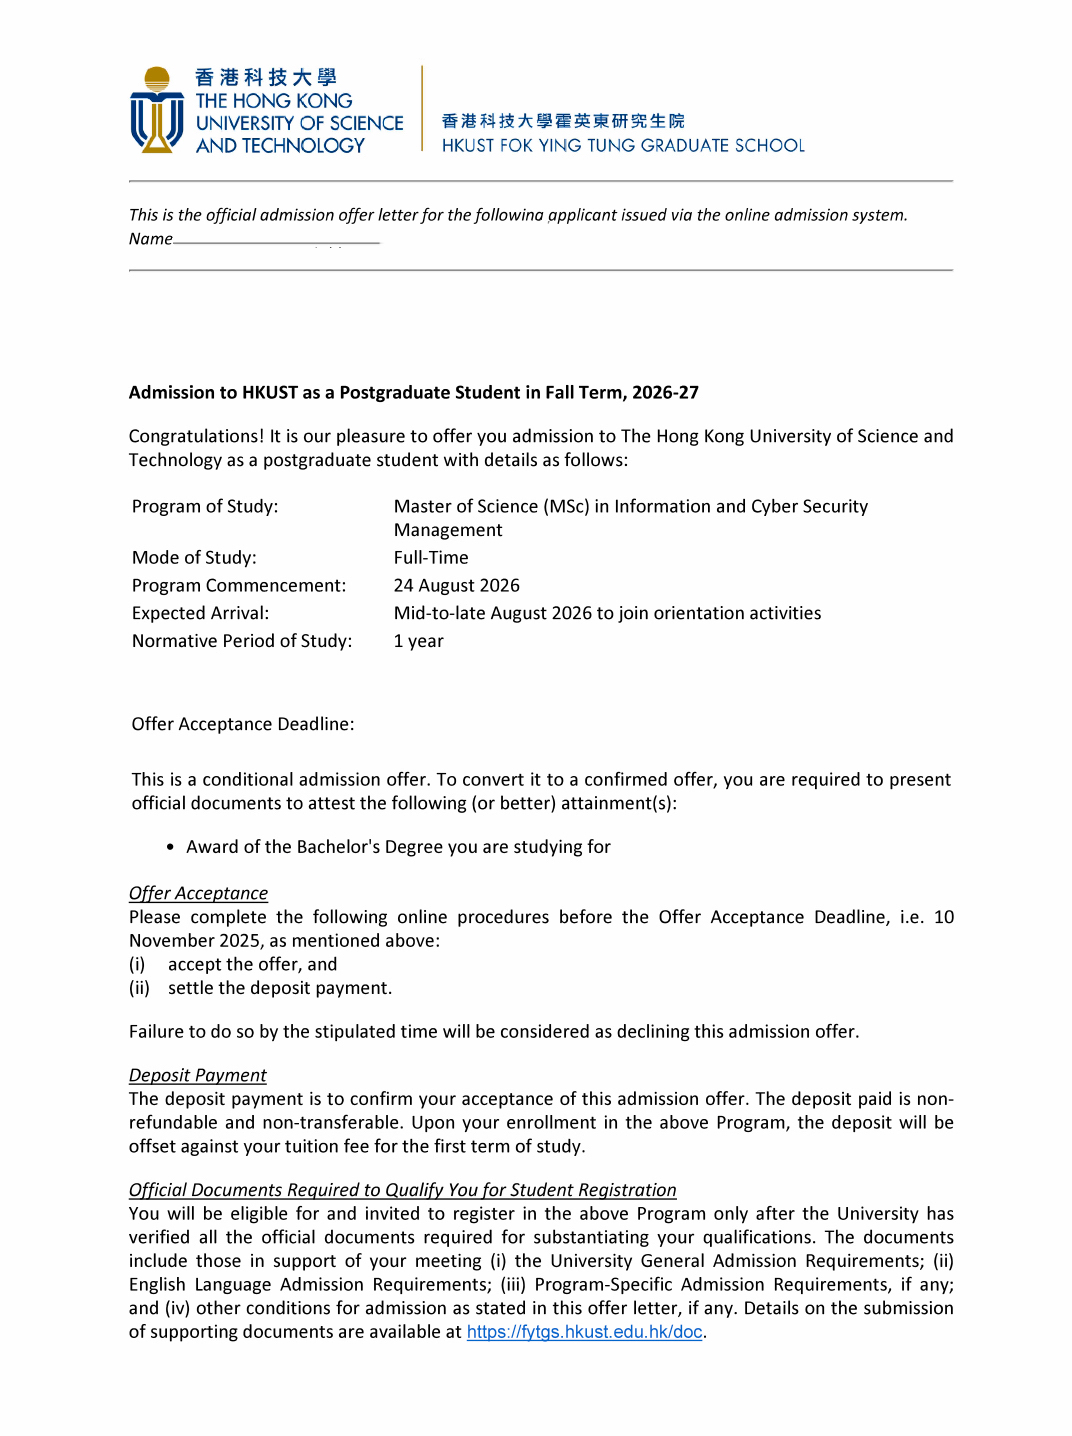 香港科技大學
THE HONG KONG
UNIVERSITY OF SCIENCE
AND TECHNOLOGY
香港科技大學霍英東研究生院
HKUST FOK YING TUNG GRADUATE SCHOOL
This is the official admission offer letter for the following applicant issued via the online admission system.
Name
Admission to HKUST as a Postgraduate Student in Fall Term, 2026-27
Congratulations! It is our pleasure to offer you admission to The Hong Kong University of Science and
Technology as a postgraduate student with details as follows:
Program of Study: Master of Science (MSc) in Information and Cyber Security
Management
Mode of Study: Full-Time
Program Commencement: 24 August 2026
Expected Arrival: Mid-to-late August 2026 to join orientation activities
Normative Period of Study: 1 year
Offer Acceptance Deadline:
This is a conditional admission offer. To convert it to a confirmed offer, you are required to present
official documents to attest the following (or better) attainment(s):
• Award of the Bachelor's Degree you are studying for
Offer Acceptance
Please complete the following online procedures before the Offer Acceptance Deadline, i.e. 10
November 2025, as mentioned above:
(i) accept the offer, and
(ii) settle the deposit payment.
Failure to do so by the stipulated time will be considered as declining this admission offer.
Deposit Payment
The deposit payment is to confirm your acceptance of this admission offer. The deposit paid is non-
refundable and non-transferable. Upon your enrollment in the above Program, the deposit will be
offset against your tuition fee for the first term of study.
Official Documents Required to Qualify You for Student Registration
You will be eligible for and invited to register in the above Program only after the University has
verified all the official documents required for substantiating your qualifications. The documents
include those in support of your meeting (i) the University General Admission Requirements; (ii)
English Language Admission Requirements; (iii) Program-Specific Admission Requirements, if any;
and (iv) other conditions for admission as stated in this offer letter, if any. Details on the submission
of supporting documents are available at https://fytgs.hkust.edu.hk/doc.